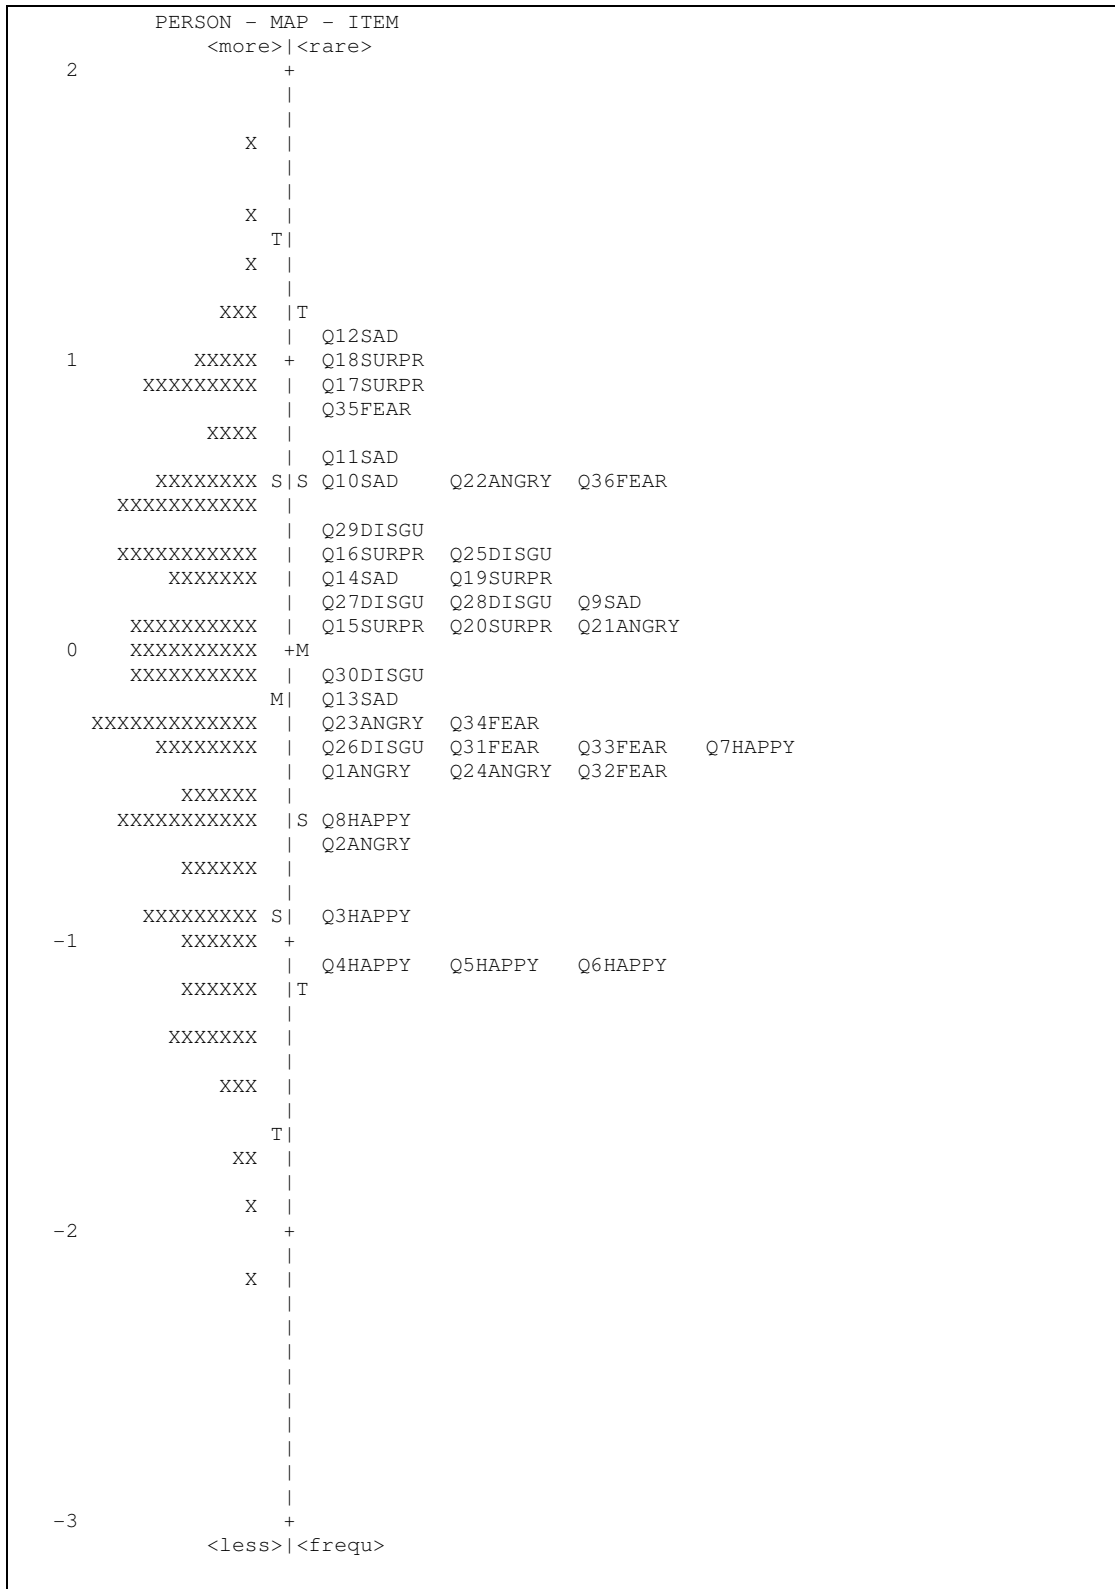 PERSON - MAP - ITEM
<more>|<rare>
2 +
|
|
X |
|
|
X |
T|
X |
|
XXX |T
| Q12SAD
1 XXXXX + Q18SURPR
XXXXXXXXX | Q17SURPR
| Q35FEAR
XXXX |
| Q11SAD
XXXXXXXX S|S Q10SAD Q22ANGRY Q36FEAR
XXXXXXXXXXX |
| Q29DISGU
XXXXXXXXXXX | Q16SURPR Q25DISGU
XXXXXXX | Q14SAD Q19SURPR
| Q27DISGU Q28DISGU Q9SAD
XXXXXXXXXX | Q15SURPR Q20SURPR Q21ANGRY
0 XXXXXXXXXX +M
XXXXXXXXXX | Q30DISGU
M| Q13SAD
XXXXXXXXXXXXX | Q23ANGRY Q34FEAR
XXXXXXXX | Q26DISGU Q31FEAR Q33FEAR Q7HAPPY
| Q1ANGRY Q24ANGRY Q32FEAR
XXXXXX |
XXXXXXXXXXX |S Q8HAPPY
| Q2ANGRY
XXXXXX |
|
XXXXXXXXX S| Q3HAPPY
-1 XXXXXX +
| Q4HAPPY Q5HAPPY Q6HAPPY
XXXXXX |T
|
XXXXXXX |
|
XXX |
|
T|
XX |
|
X |
-2 +
|
X |
|
|
|
|
|
|
|
|
|
-3 +
<less>|<frequ>